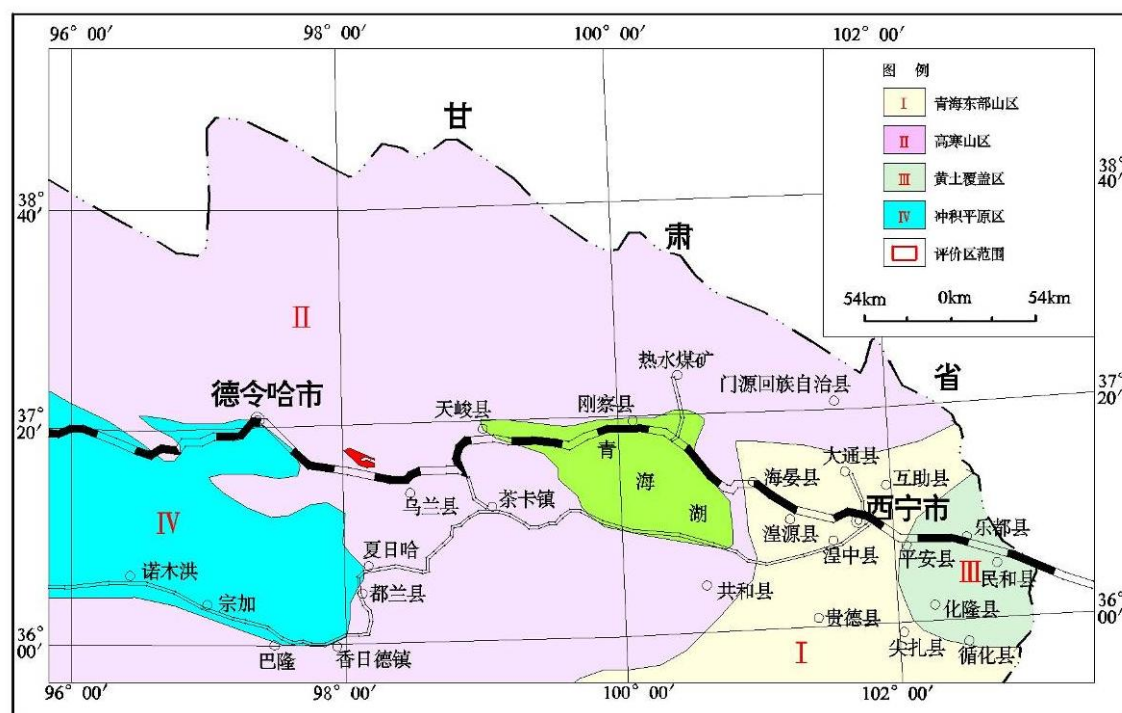 96° 00′
98° 00′
100° 00′
102° 00′
图 例
I
青海东部山区
II
高寒山区
III
黄土覆盖区
IV
冲积平原区
评价区范围
54km
0km
54km
甘
肃
省
38°
40′
38°
40′
II
热水煤矿
门源回族自治县
37°
20′
37°
20′
德令哈市
天峻县
刚察县
青
海
湖
海晏县
大通县
互助县
西宁市
乌兰县
茶卡镇
湟源县
湟中县
平安县
乐都县
民和县
III
IV
诺木洪
宗加
夏日哈
都兰县
共和县
贵德县
化隆县
尖扎县
循化县
I
36°
00′
36°
00′
巴隆
香日德镇
96° 00′
98° 00′
100° 00′
102° 00′